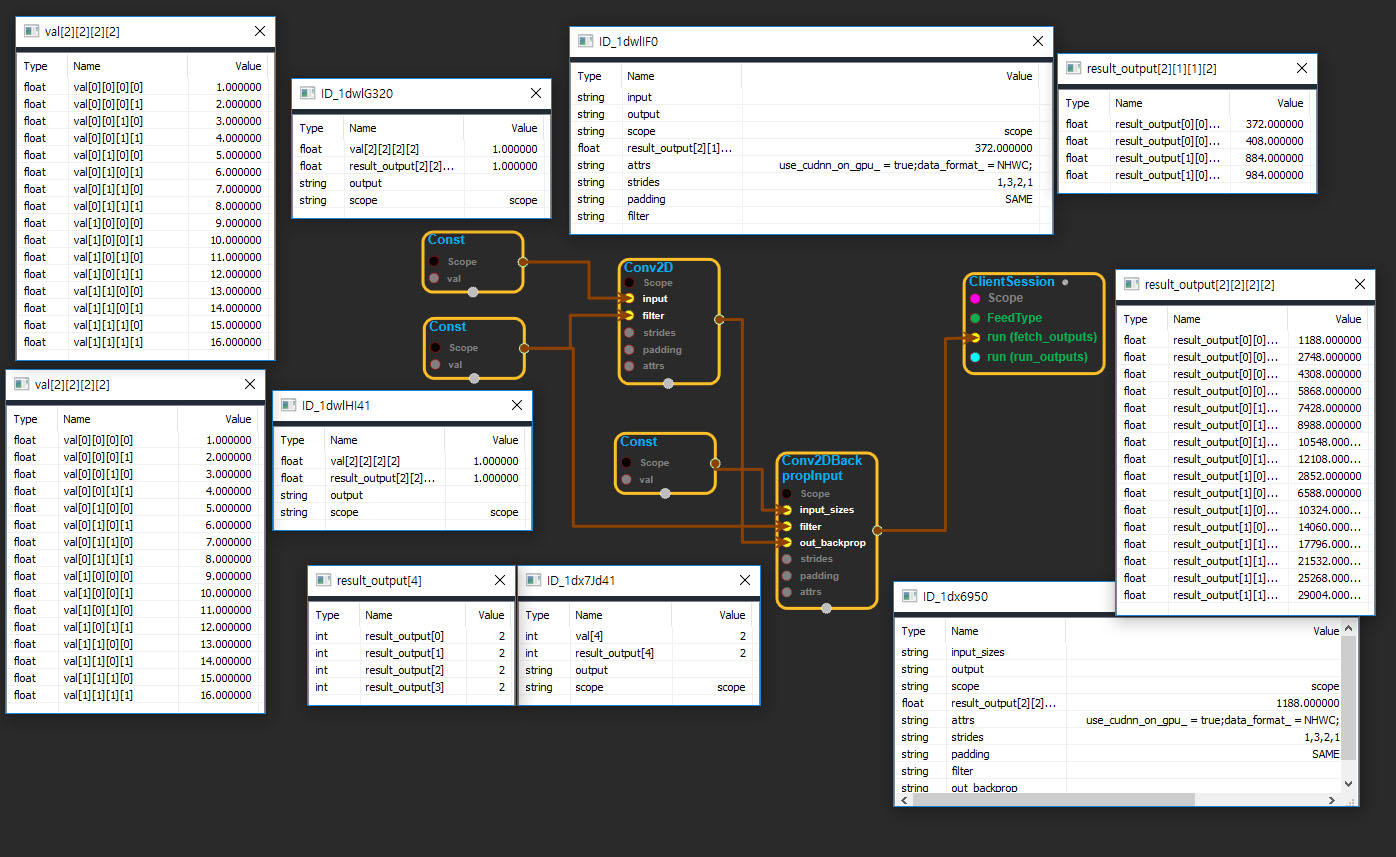 val[2][2][2][2]
Type Name Value
float val[0][0][0][0] 1.000000
float val[0][0][0][1] 2.000000
float val[0][0][1][0] 3.000000
float val[0][0][1][1] 4.000000
float val[0][1][0][0] 5.000000
float val[0][1][0][1] 6.000000
float val[0][1][1][0] 7.000000
float val[0][1][1][1] 8.000000
float val[1][0][0][0] 9.000000
float val[1][0][0][1] 10.000000
float val[1][0][1][0] 11.000000
float val[1][0][1][1] 12.000000
float val[1][1][0][0] 13.000000
float val[1][1][0][1] 14.000000
float val[1][1][1][0] 15.000000
float val[1][1][1][1] 16.000000
ID_1dwlG320
Type Name Value
float val[2][2][2][2] 1.000000
float result_output[2][2]... 1.000000
string output
string scope scope
ID_1dwlIF0
Type Name Value
string input
string output
string scope scope
float result_output[2][1]... 372.000000
string attrs use_cudnn_on_gpu_ = true;data_format_ = NHWC;
string strides 1,3,2,1
string padding SAME
string filter
result_output[2][1][1][2]
Type Name Value
float result_output[0][0]... 372.000000
float result_output[0][0]... 408.000000
float result_output[1][0]... 884.000000
float result_output[1][0]... 984.000000
Const
Scope
val
Const
Scope
val
Conv2D
Scope
input
filter
strides
padding
attrs
Const
Scope
val
Conv2DBack
propInput
Scope
input_sizes
filter
out_backprop
strides
padding
attrs
ClientSession
Scope
FeedType
run (fetch_outputs)
run (run_outputs)
result_output[2][2][2][2]
Type Name Value
float result_output[0][0]... 1188.000000
float result_output[0][0]... 2748.000000
float result_output[0][0]... 4308.000000
float result_output[0][0]... 5868.000000
float result_output[0][1]... 7428.000000
float result_output[0][1]... 8988.000000
float result_output[0][1]... 10548.000...
float result_output[0][1]... 12108.000...
float result_output[1][0]... 2852.000000
float result_output[1][0]... 6588.000000
float result_output[1][0]... 10324.000...
float result_output[1][0]... 14060.000...
float result_output[1][1]... 17796.000...
float result_output[1][1]... 21532.000...
float result_output[1][1]... 25268.000...
float result_output[1][1]... 29004.000...
val[2][2][2][2]
Type Name Value
float val[0][0][0][0] 1.000000
float val[0][0][0][1] 2.000000
float val[0][0][1][0] 3.000000
float val[0][0][1][1] 4.000000
float val[0][1][0][0] 5.000000
float val[0][1][0][1] 6.000000
float val[0][1][1][0] 7.000000
float val[0][1][1][1] 8.000000
float val[1][0][0][0] 9.000000
float val[1][0][0][1] 10.000000
float val[1][0][1][0] 11.000000
float val[1][0][1][1] 12.000000
float val[1][1][0][0] 13.000000
float val[1][1][0][1] 14.000000
float val[1][1][1][0] 15.000000
float val[1][1][1][1] 16.000000
ID_1dwlHI41
Type Name Value
float val[2][2][2][2] 1.000000
float result_output[2][2]... 1.000000
string output
string scope scope
result_output[4]
Type Name Value
int result_output[0] 2
int result_output[1] 2
int result_output[2] 2
int result_output[3] 2
ID_1dx7Jd41
Type Name Value
int val[4] 2
int result_output[4] 2
string output
string scope scope
ID_1dx6950
Type Name Value
string input_sizes
string output
string scope scope
float result_output[2][2]... 1188.000000
string attrs use_cudnn_on_gpu_ = true;data_format_ = NHWC;
string strides 1,3,2,1
string padding SAME
string filter
string out_backprop